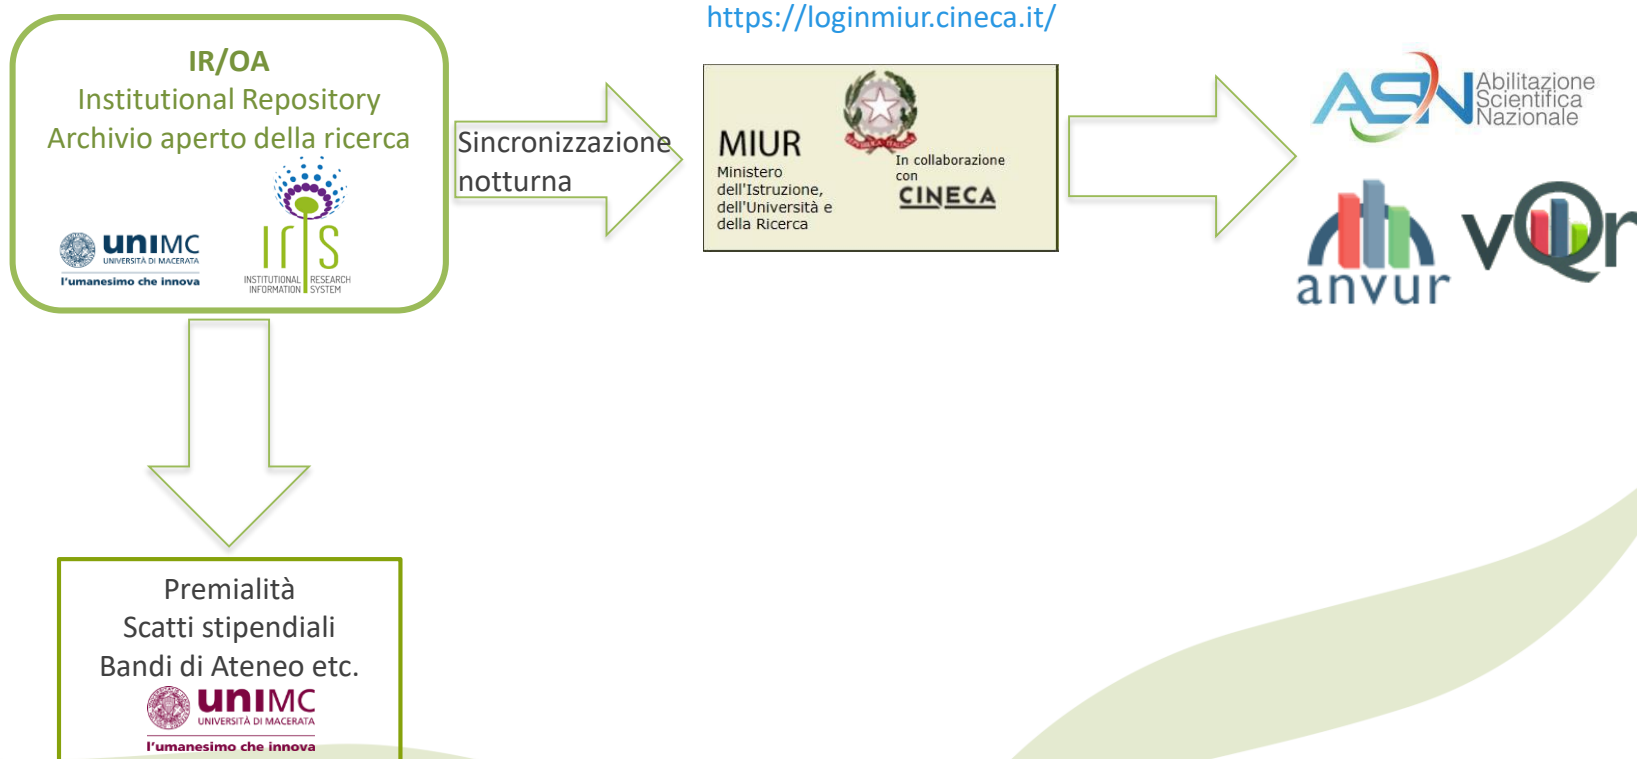 https://loginmiur.cineca.it/
IR/OA
Institutional Repository
Archivio aperto della ricerca
unIMC
UNIVERSITÀ DI MACERATA
l'umanesimo che innova
IrIS
INSTITUTIONAL RESEARCH
INFORMATION SYSTEM
Sincronizzazione
notturna
MIUR
Ministero
dell'Istruzione,
dell'Università e
della Ricerca
In collaborazione
con
CINECA
ASN
Abilitazione
Scientifica
Nazionale
anvur
vQr
Premialità
Scatti stipendiali
Bandi di Ateneo etc.
unIMC
UNIVERSITÀ DI MACERATA
l'umanesimo che innova